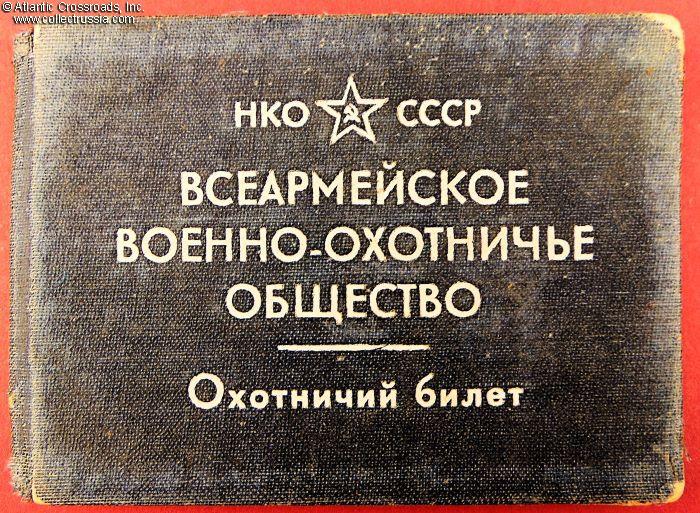 © Atlantic Crossroads, Inc.
www.collectrussia.com
НКО СССР
ВСЕАРМЕЙСКОЕ
ВОЕННО-ОХОТНИЧЬЕ
ОБЩЕСТВО
Охотничий билет